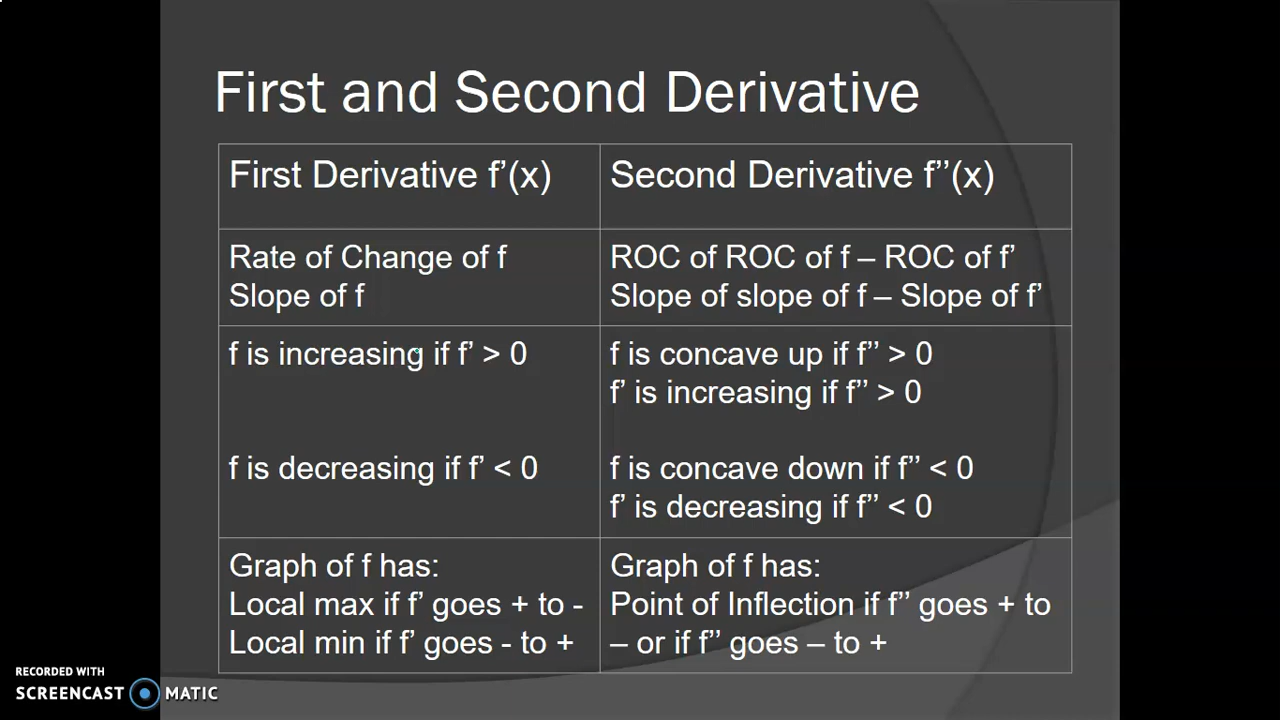 First and Second Derivative
First Derivative f’(x)
Second Derivative f’’(x)
Rate of Change of f
Slope of f
ROC of ROC of f – ROC of f’
Slope of slope of f – Slope of f’
f is increasing if f’ > 0
f is decreasing if f’ < 0
f is concave up if f’’ > 0
f’ is increasing if f’’ > 0
f is concave down if f’’ < 0
f’ is decreasing if f’’ < 0
Graph of f has:
Local max if f’ goes + to -
Local min if f’ goes - to +
Graph of f has:
Point of Inflection if f’’ goes + to
– or if f’’ goes – to +
RECORDED WITH
SCREENCAST MATIC